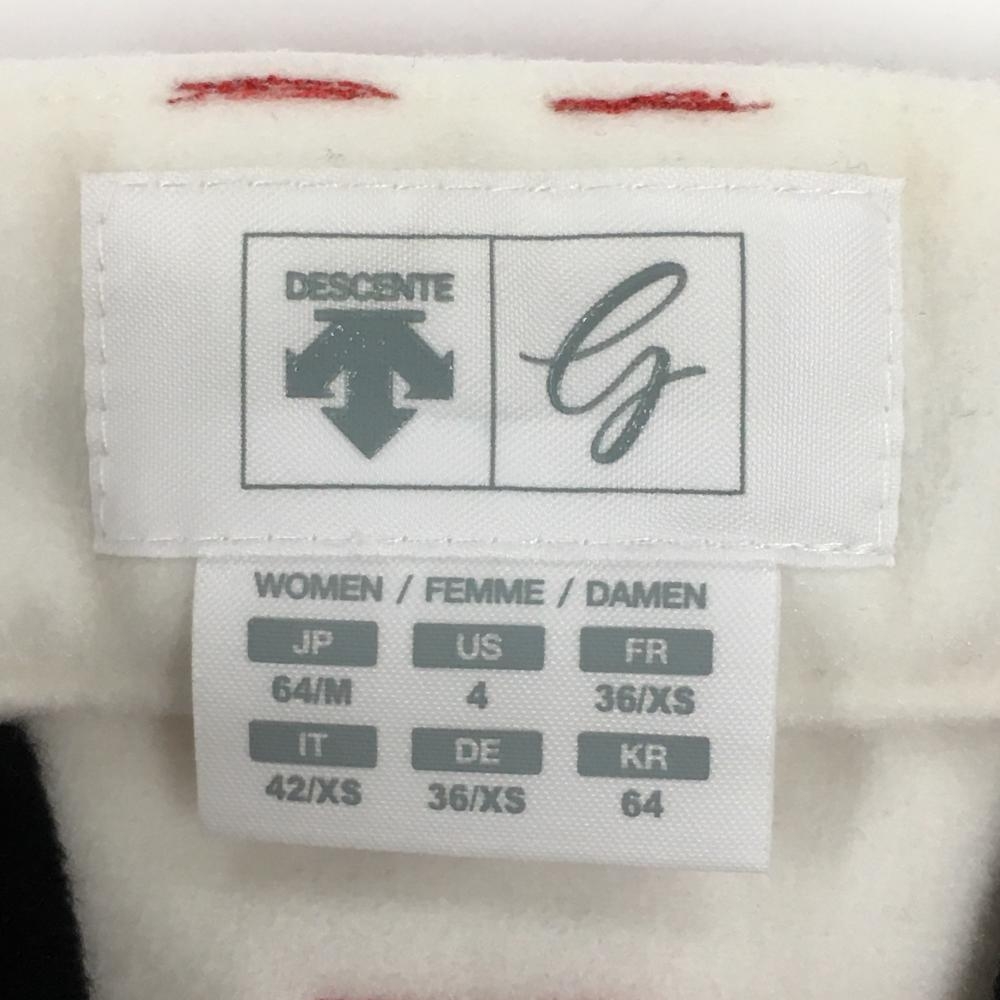 DESCENTE
G
WOMEN / FEMME / DAMEN
JP US FR
64/M 4 36/XS
IT DE KR
42/XS 36/XS 64